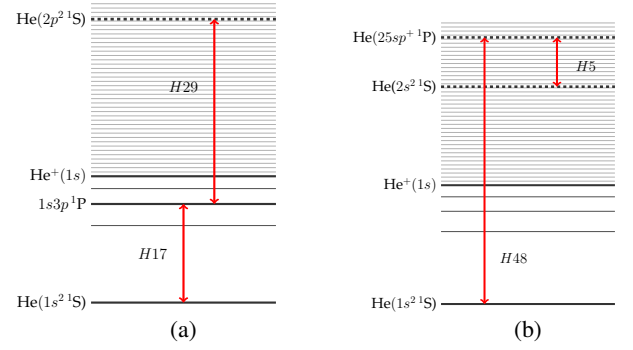 He(2p² ¹S)
H29
He⁺(1s)
1s3p ¹P
H17
He(1s² ¹S)
(a)
He(25sp⁺ ¹P)
H5
He(2s² ¹S)
He⁺(1s)
H48
He(1s² ¹S)
(b)